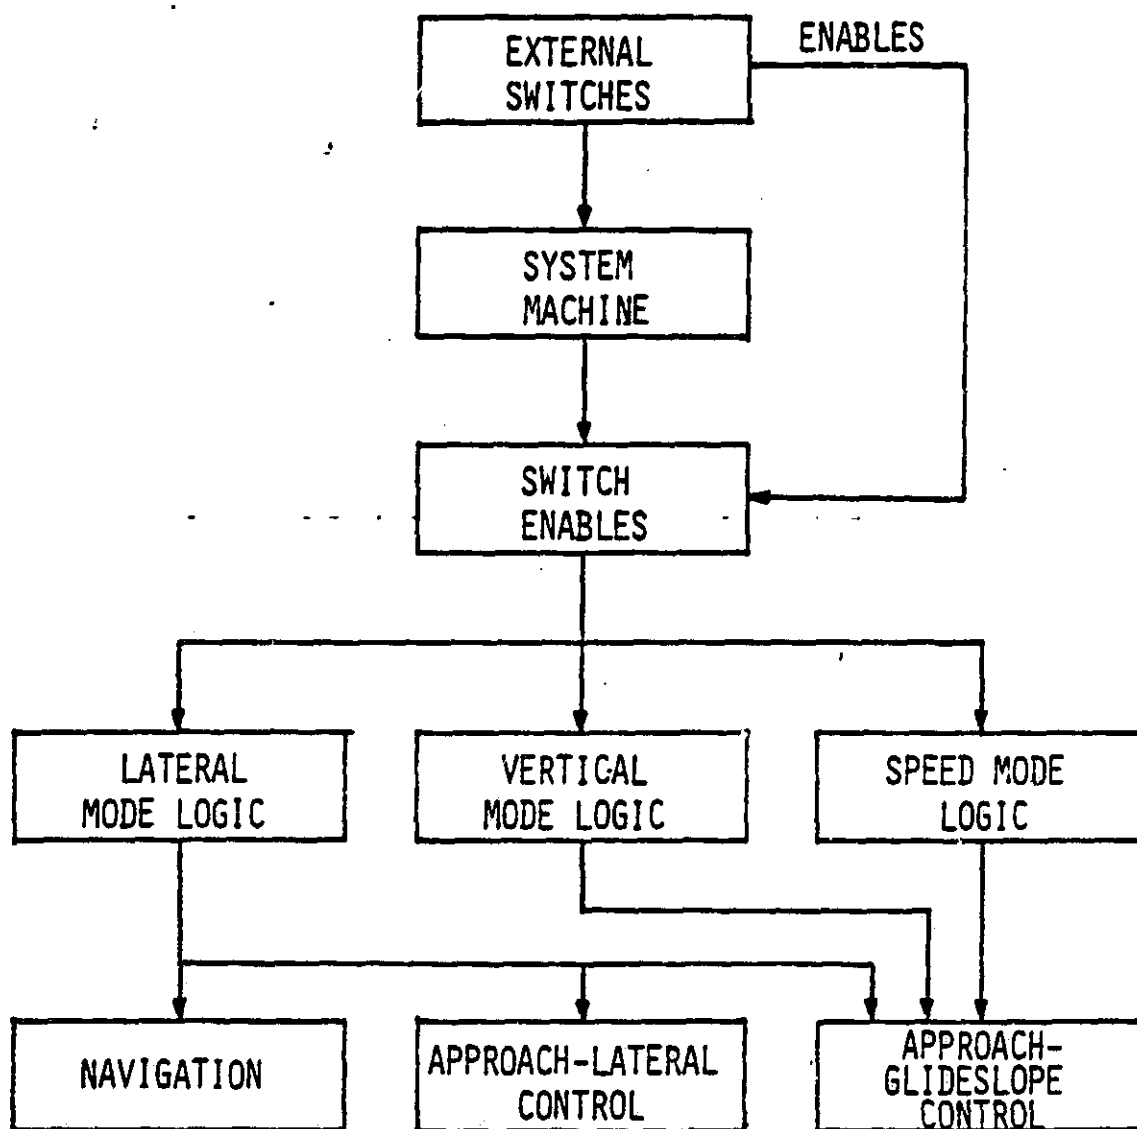 EXTERNAL
SWITCHES
ENABLES
SYSTEM
MACHINE
SWITCH
ENABLES
LATERAL
MODE LOGIC
VERTICAL
MODE LOGIC
SPEED MODE
LOGIC
NAVIGATION
APPROACH-LATERAL
CONTROL
APPROACH-
GLIDESLOPE
CONTROL